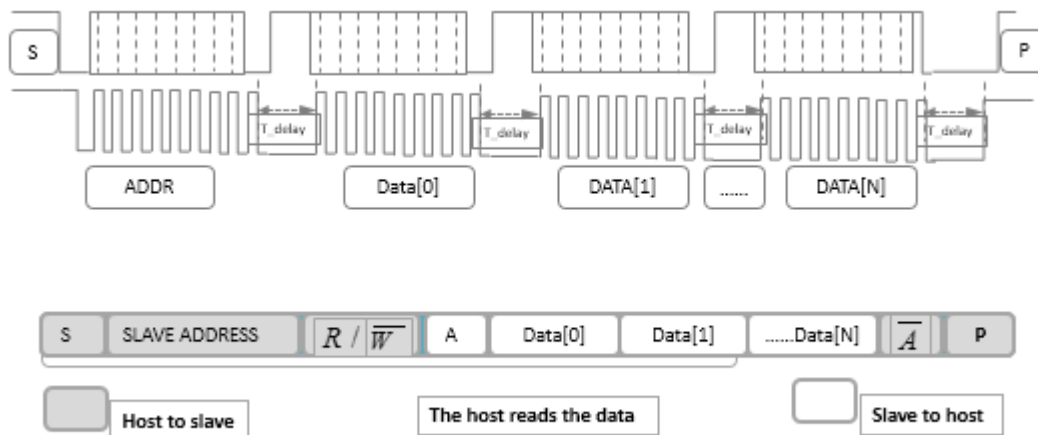 S P
T_delay T_delay T_delay T_delay
ADDR Data[0] DATA[1] ...... DATA[N]
S SLAVE ADDRESS R / W̅ A Data[0] Data[1] ......Data[N] A̅ P
Host to slave The host reads the data Slave to host